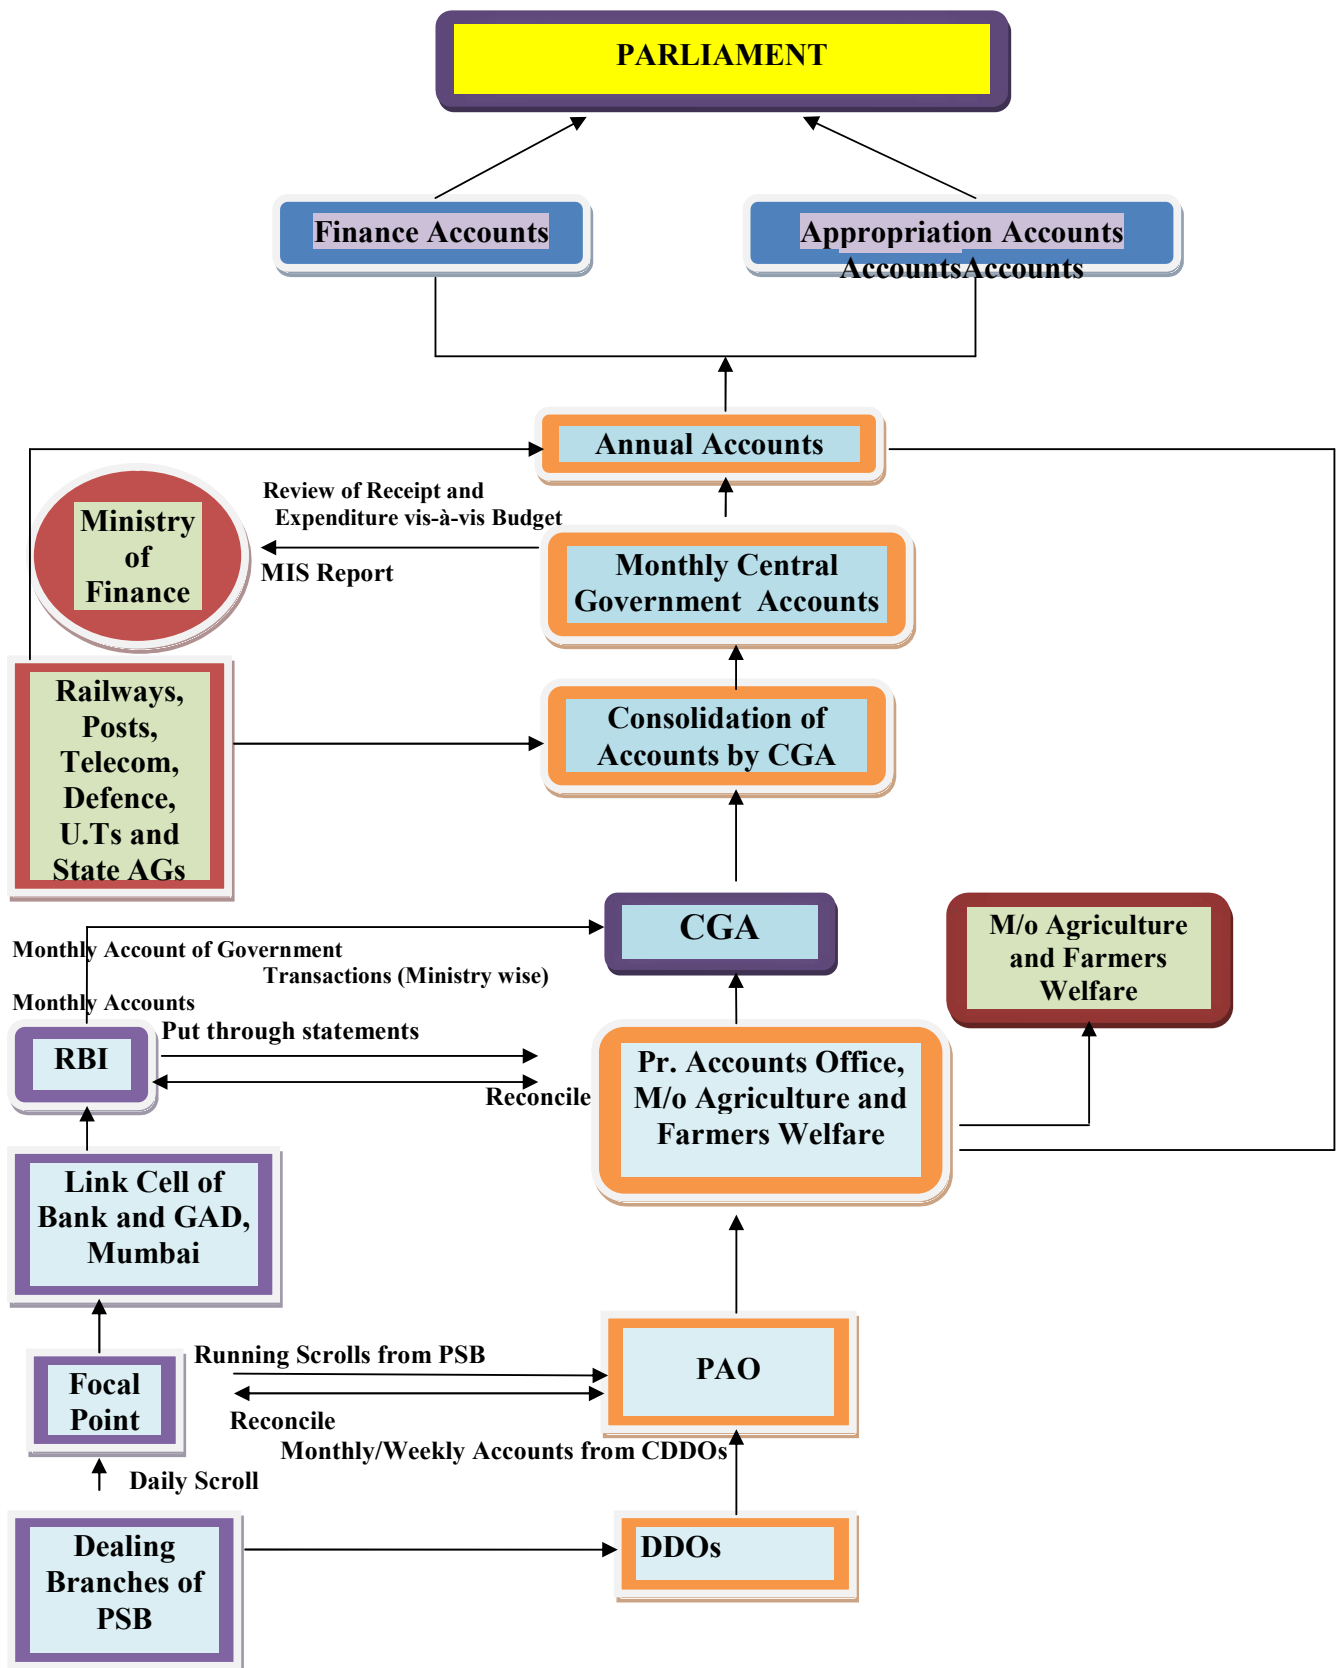 PARLIAMENT
Finance Accounts
Appropriation Accounts
AccountsAccounts
Annual Accounts
Review of Receipt and
Expenditure vis-à-vis Budget
MIS Report
Ministry
of
Finance
Monthly Central
Government Accounts
Railways,
Posts,
Telecom,
Defence,
U.Ts and
State AGs
Consolidation of
Accounts by CGA
CGA
M/o Agriculture
and Farmers
Welfare
Monthly Account of Government
Transactions (Ministry wise)
Monthly Accounts
RBI
Put through statements
Reconcile
Pr. Accounts Office,
M/o Agriculture and
Farmers Welfare
Link Cell of
Bank and GAD,
Mumbai
Focal
Point
Running Scrolls from PSB
Reconcile
Monthly/Weekly Accounts from CDDOs
PAO
Daily Scroll
Dealing
Branches of
PSB
DDOs